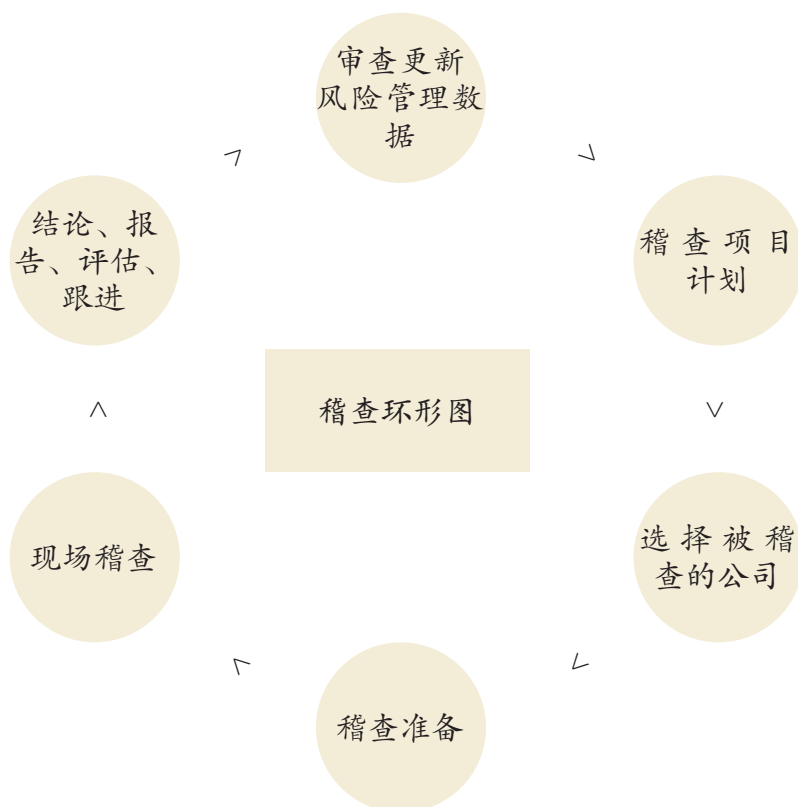 审查更新
风险管理数
据
稽查项目
计划
选择被稽
查的公司
稽查准备
现场稽查
结论、报
告、评估、
跟进
稽查环形图